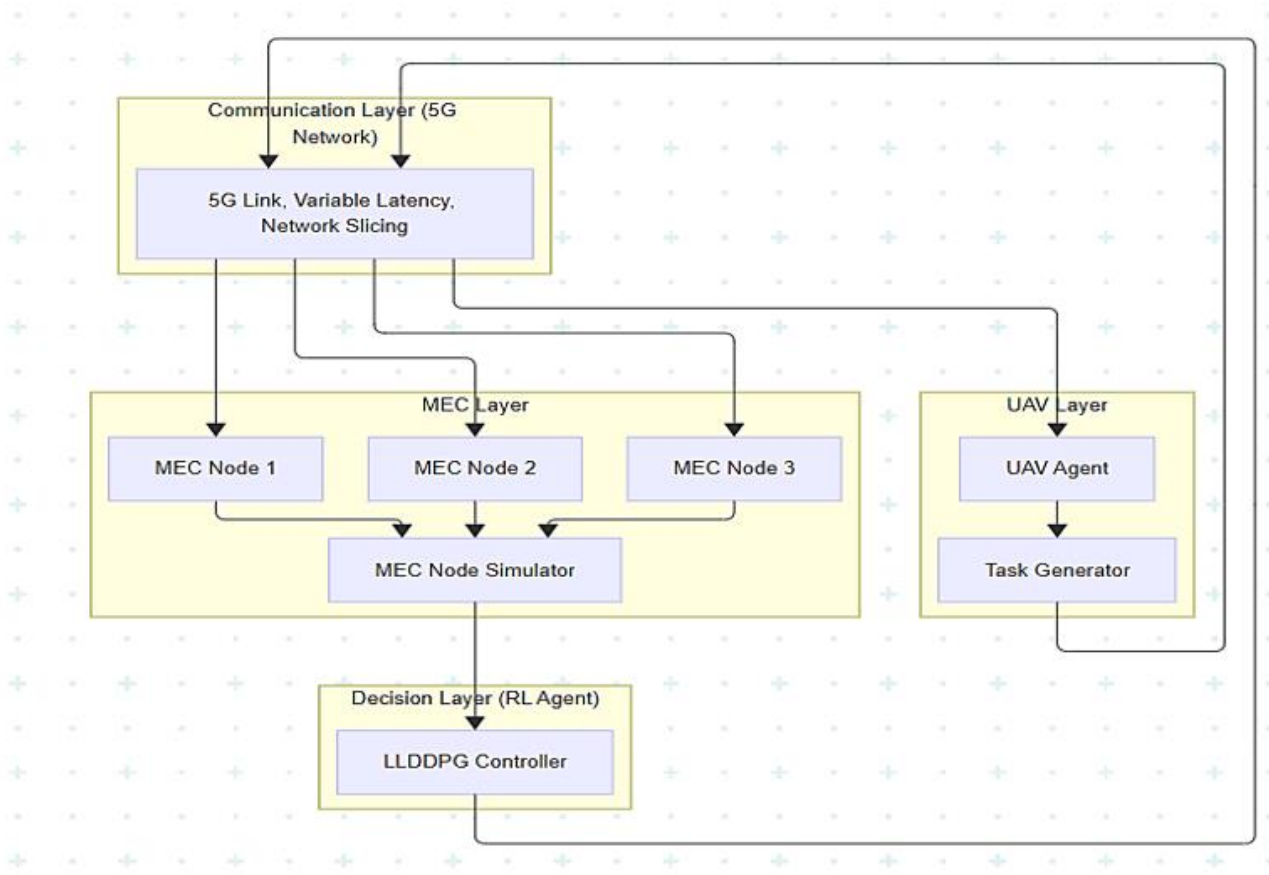 Communication Layer (5G
Network)
5G Link, Variable Latency,
Network Slicing
MEC Layer
MEC Node 1
MEC Node 2
MEC Node 3
MEC Node Simulator
UAV Layer
UAV Agent
Task Generator
Decision Layer (RL Agent)
LLDDPG Controller